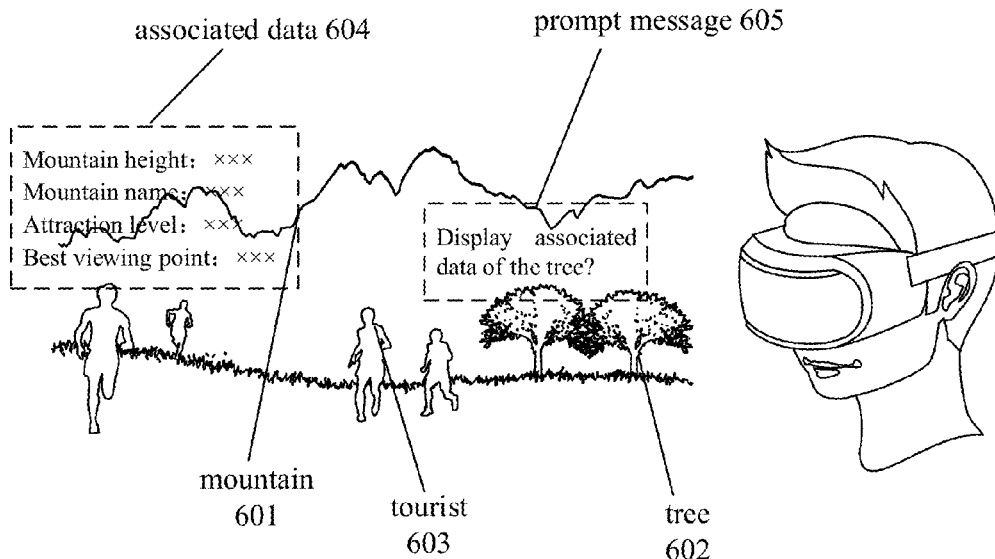 associated data 604
prompt message 605
Mountain height: ×××
Mountain name: ×××
Attraction level: ×××
Best viewing point: ×××
Display associated
data of the tree?
mountain
601
tourist
603
tree
602